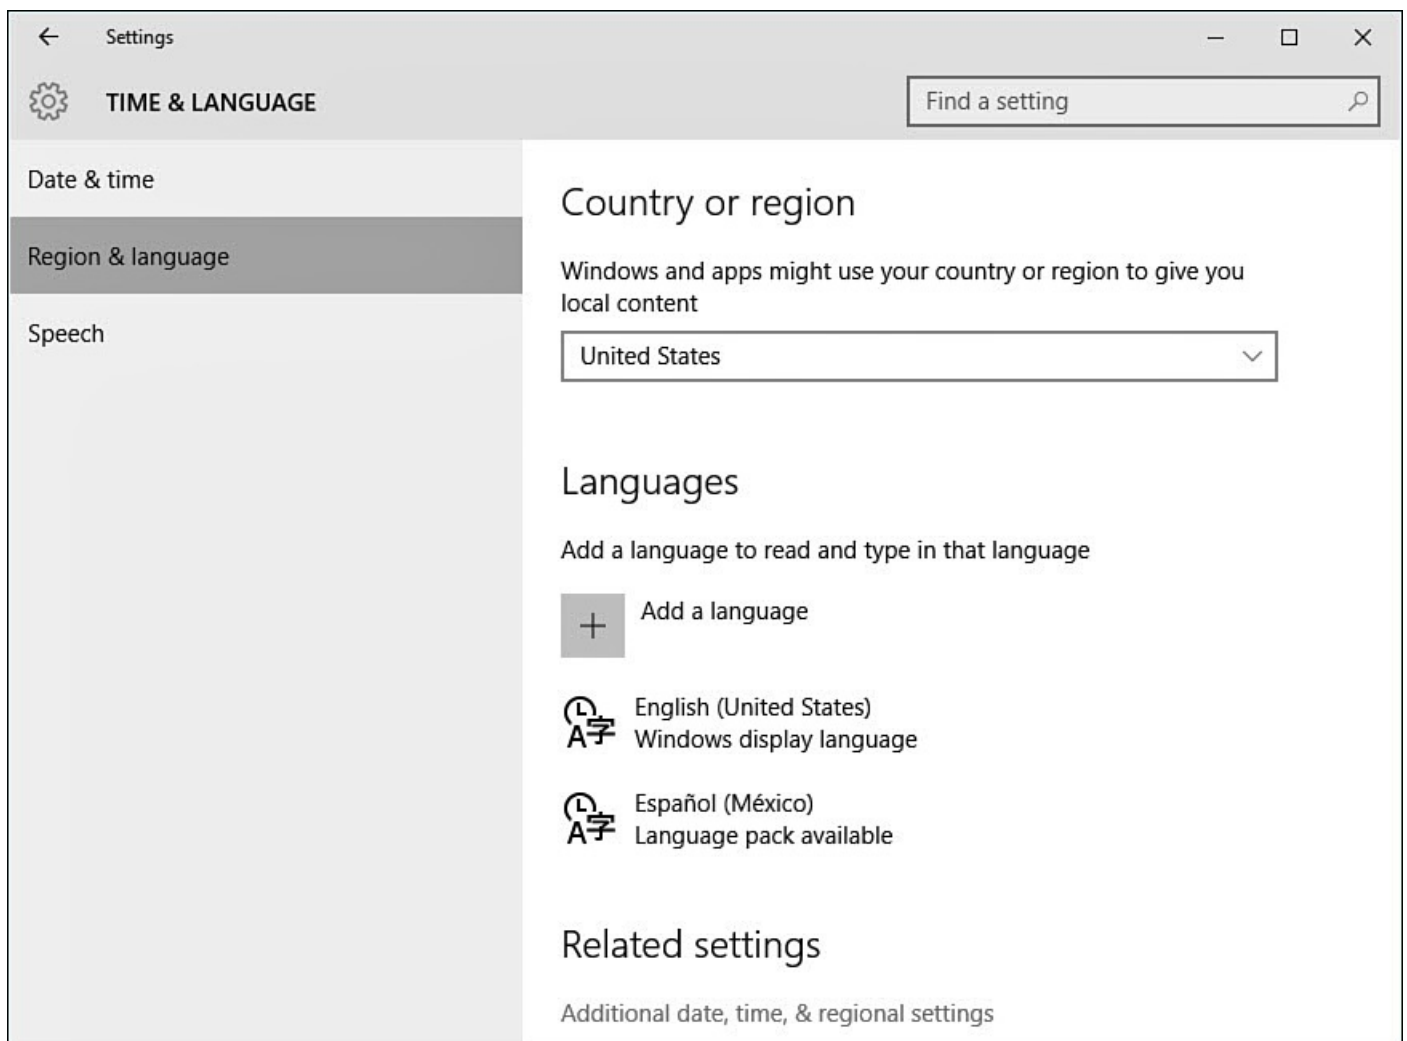 Settings
TIME & LANGUAGE
Find a setting
Date & time
Region & language
Speech
Country or region
Windows and apps might use your country or region to give you
local content
United States
Languages
Add a language to read and type in that language
Add a language
English (United States)
Windows display language
Español (México)
Language pack available
Related settings
Additional date, time, & regional settings